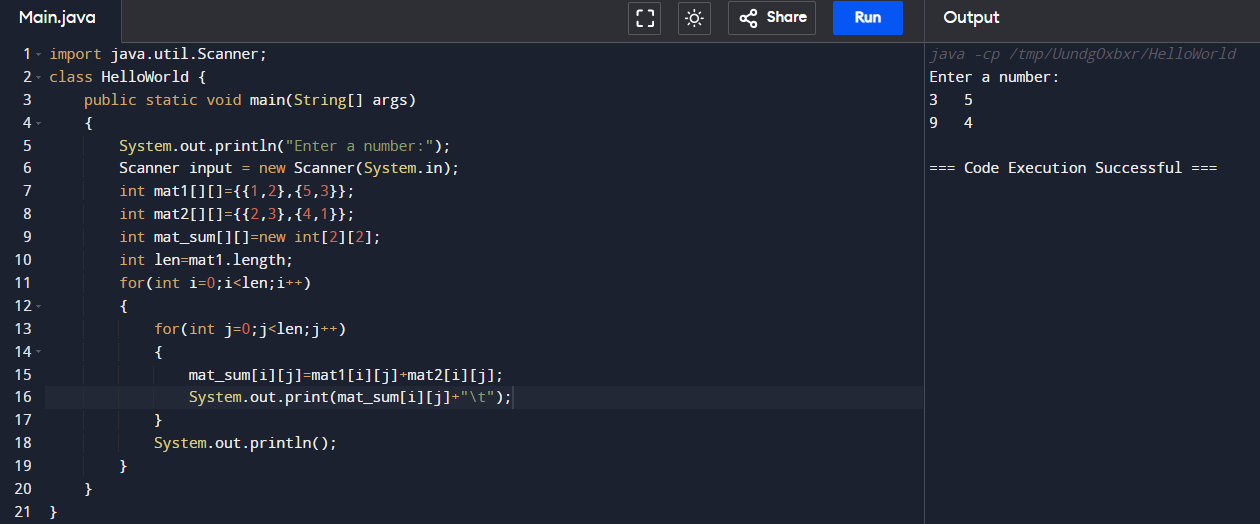 Main.java Share Run Output
1 import java.util.Scanner;
2 class HelloWorld {
3     public static void main(String[] args)
4     {
5         System.out.println("Enter a number:");
6         Scanner input = new Scanner(System.in);
7         int mat1[][]={{1,2},{5,3}};
8         int mat2[][]={{2,3},{4,1}};
9         int mat_sum[][]=new int[2][2];
10         int len=mat1.length;
11         for(int i=0;i<len;i++)
12         {
13             for(int j=0;j<len;j++)
14             {
15                 mat_sum[i][j]=mat1[i][j]+mat2[i][j];
16                 System.out.print(mat_sum[i][j]+"\t");
17             }
18             System.out.println();
19         }
20     }
21 }
java -cp /tmp/UundgOxbxr/HelloWorld
Enter a number:
3   5
9   4
=== Code Execution Successful ===